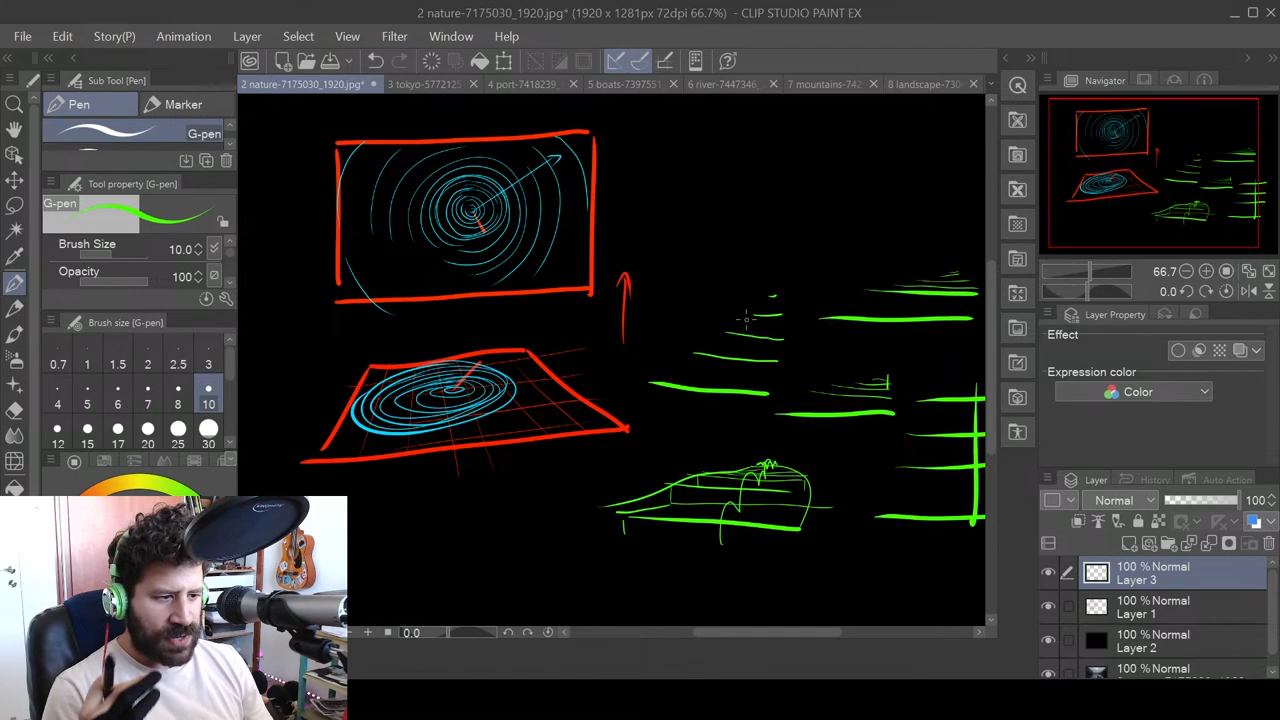 2 nature-7175030_1920.jpg* (1920 x 1281px 72dpi 66.7%) - CLIP STUDIO PAINT EX
File Edit Story(P) Animation Layer Select View Filter Window Help
Sub Tool [Pen]
2 nature-7175030_1920.jpg* 3 tokyo-5772125 4 port-7418239_ 5 boats-7397551 6 river-7447346_ 7 mountains-742 8 landscape-730
Navigator
Pen Marker
G-pen
Tool property [G-pen]
G-pen
Brush Size 10.0
Opacity 100
66.7
0.0
Layer Property
Effect
Expression color
Color
Brush size [G-pen]
0.7 1 1.5 2 3
4 5 6 7 8 10
12 15 17 20 25 30
Layer History Auto Action
Normal 100
100 % Normal
Layer 3
100 % Normal
Layer 1
100 % Normal
Layer 2
100 % Normal
0.0